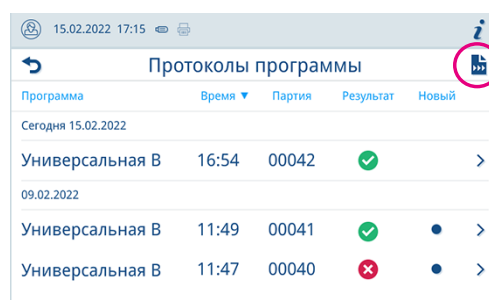 15.02.2022 17:15 i
Протоколы программы
Программа Время ▼ Партия Результат Новый
Сегодня 15.02.2022
Универсальная B 16:54 00042
09.02.2022
Универсальная B 11:49 00041
Универсальная B 11:47 00040